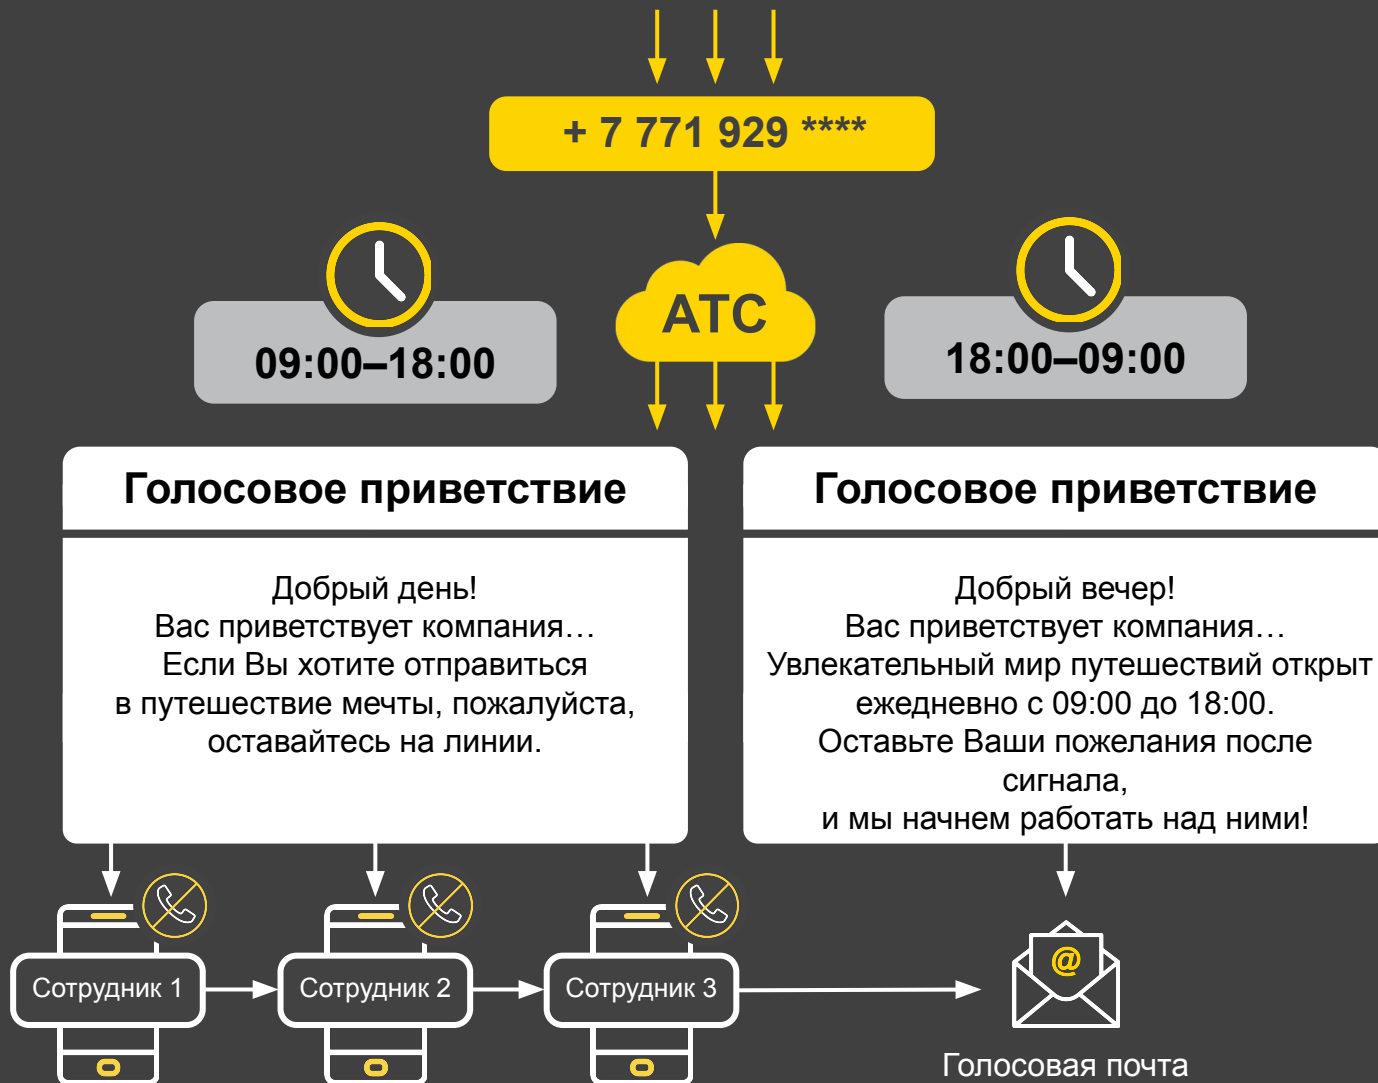 + 7 771 929 ****
АТС
09:00–18:00
18:00–09:00
Голосовое приветствие
Добрый день!
Вас приветствует компания…
Если Вы хотите отправиться
в путешествие мечты, пожалуйста,
оставайтесь на линии.
Голосовое приветствие
Добрый вечер!
Вас приветствует компания…
Увлекательный мир путешествий открыт
ежедневно с 09:00 до 18:00.
Оставьте Ваши пожелания после
сигнала,
и мы начнем работать над ними!
Сотрудник 1
Сотрудник 2
Сотрудник 3
@
Голосовая почта